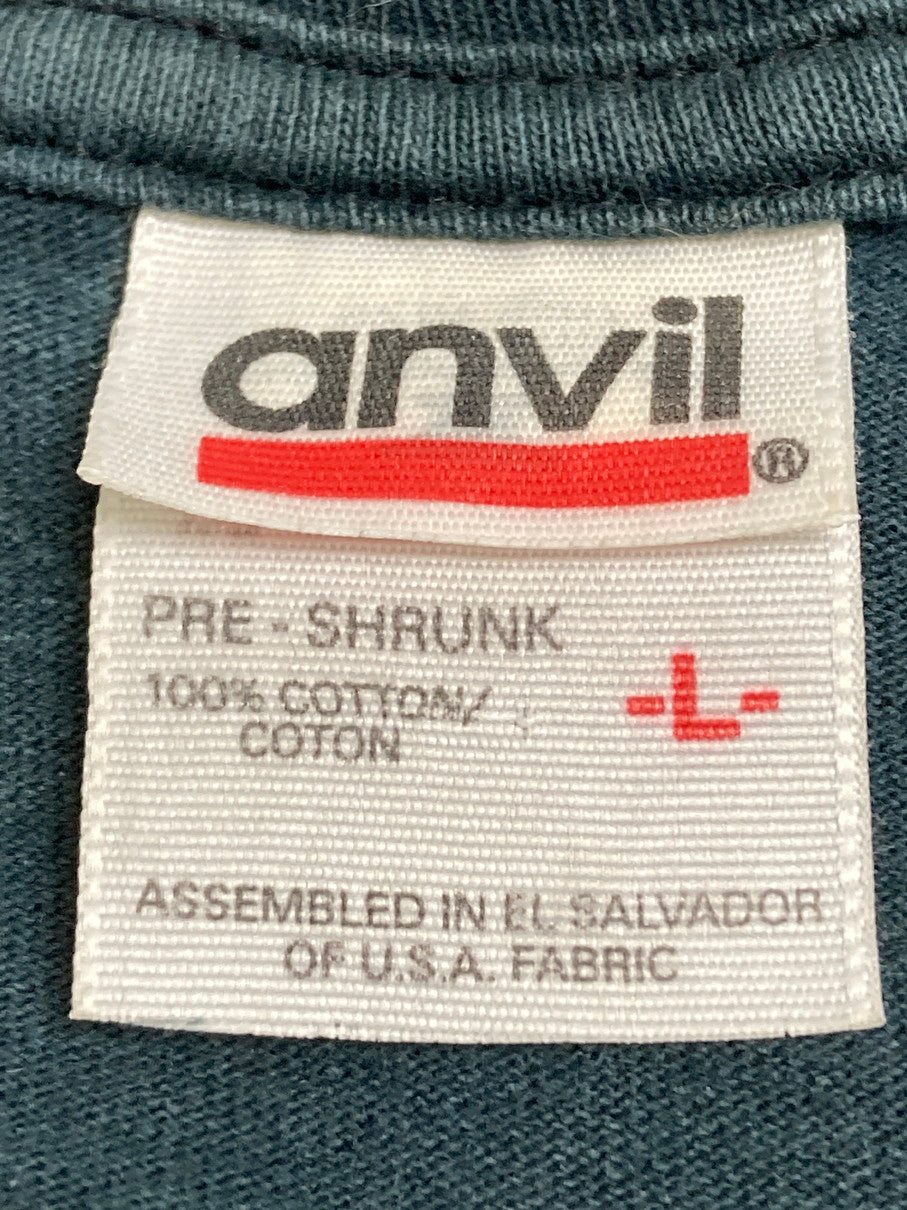 anvil®
PRE - SHRUNK
100% COTTON/
COTON
-L-
ASSEMBLED IN EL SALVADOR
OF U.S.A. FABRIC